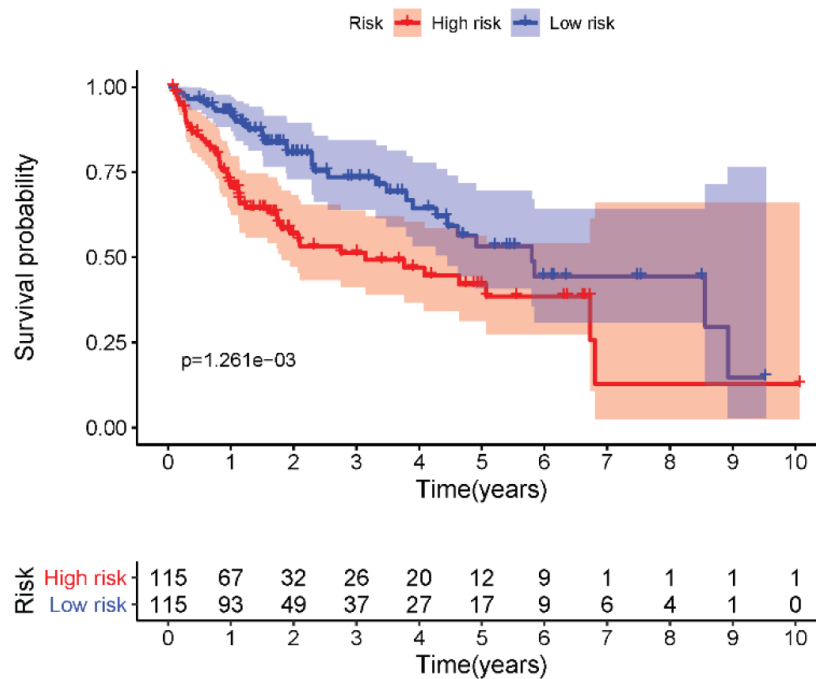 Risk High risk Low risk
1.00
0.75
0.50
0.25
0.00
Survival probability
p=1.261e−03
0 1 2 3 4 5 6 7 8 9 10
Time(years)
Risk
High risk 115 67 32 26 20 12 9 1 1 1 1
Low risk 115 93 49 37 27 17 9 6 4 1 0
0 1 2 3 4 5 6 7 8 9 10
Time(years)